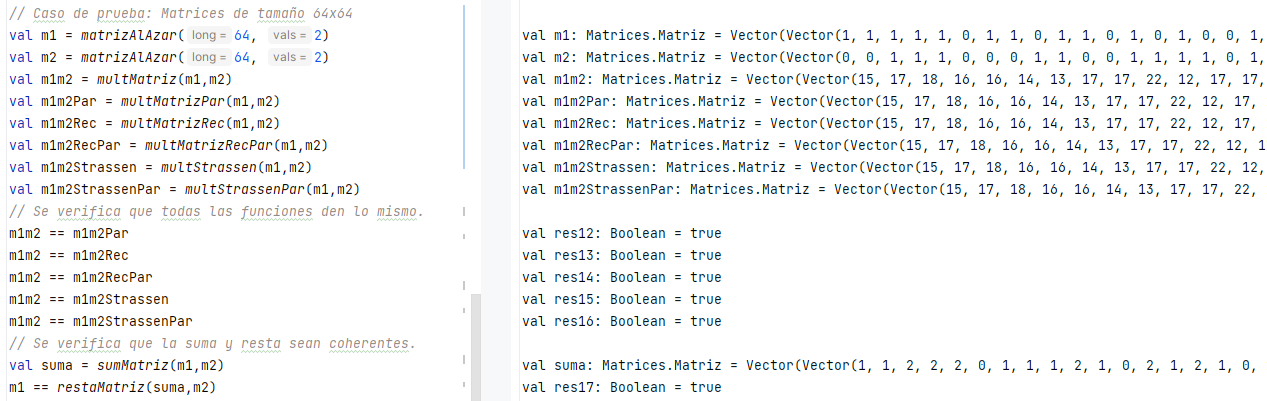 // Caso de prueba: Matrices de tamaño 64x64
val m1 = matrizAlAzar( long = 64, vals = 2)
val m2 = matrizAlAzar( long = 64, vals = 2)
val m1m2 = multMatriz(m1,m2)
val m1m2Par = multMatrizPar(m1,m2)
val m1m2Rec = multMatrizRec(m1,m2)
val m1m2RecPar = multMatrizRecPar(m1,m2)
val m1m2Strassen = multStrassen(m1,m2)
val m1m2StrassenPar = multStrassenPar(m1,m2)
// Se verifica que todas las funciones den lo mismo.
m1m2 == m1m2Par
m1m2 == m1m2Rec
m1m2 == m1m2RecPar
m1m2 == m1m2Strassen
m1m2 == m1m2StrassenPar
// Se verifica que la suma y resta sean coherentes.
val suma = sumMatriz(m1,m2)
m1 == restaMatriz(suma,m2)
val m1: Matrices.Matriz = Vector(Vector(1, 1, 1, 1, 1, 0, 1, 1, 0, 1, 1, 0, 1, 0, 1, 0, 0, 1,
val m2: Matrices.Matriz = Vector(Vector(0, 0, 1, 1, 1, 0, 0, 0, 1, 1, 0, 0, 1, 1, 1, 1, 0, 1,
val m1m2: Matrices.Matriz = Vector(Vector(15, 17, 18, 16, 16, 14, 13, 17, 17, 22, 12, 17, 17,
val m1m2Par: Matrices.Matriz = Vector(Vector(15, 17, 18, 16, 16, 14, 13, 17, 17, 22, 12, 17,
val m1m2Rec: Matrices.Matriz = Vector(Vector(15, 17, 18, 16, 16, 14, 13, 17, 17, 22, 12, 17,
val m1m2RecPar: Matrices.Matriz = Vector(Vector(15, 17, 18, 16, 16, 14, 13, 17, 17, 22, 12, 1
val m1m2Strassen: Matrices.Matriz = Vector(Vector(15, 17, 18, 16, 16, 14, 13, 17, 17, 22, 12,
val m1m2StrassenPar: Matrices.Matriz = Vector(Vector(15, 17, 18, 16, 16, 14, 13, 17, 17, 22,
val res12: Boolean = true
val res13: Boolean = true
val res14: Boolean = true
val res15: Boolean = true
val res16: Boolean = true
val suma: Matrices.Matriz = Vector(Vector(1, 1, 2, 2, 2, 0, 1, 1, 1, 2, 1, 0, 2, 1, 2, 1, 0,
val res17: Boolean = true